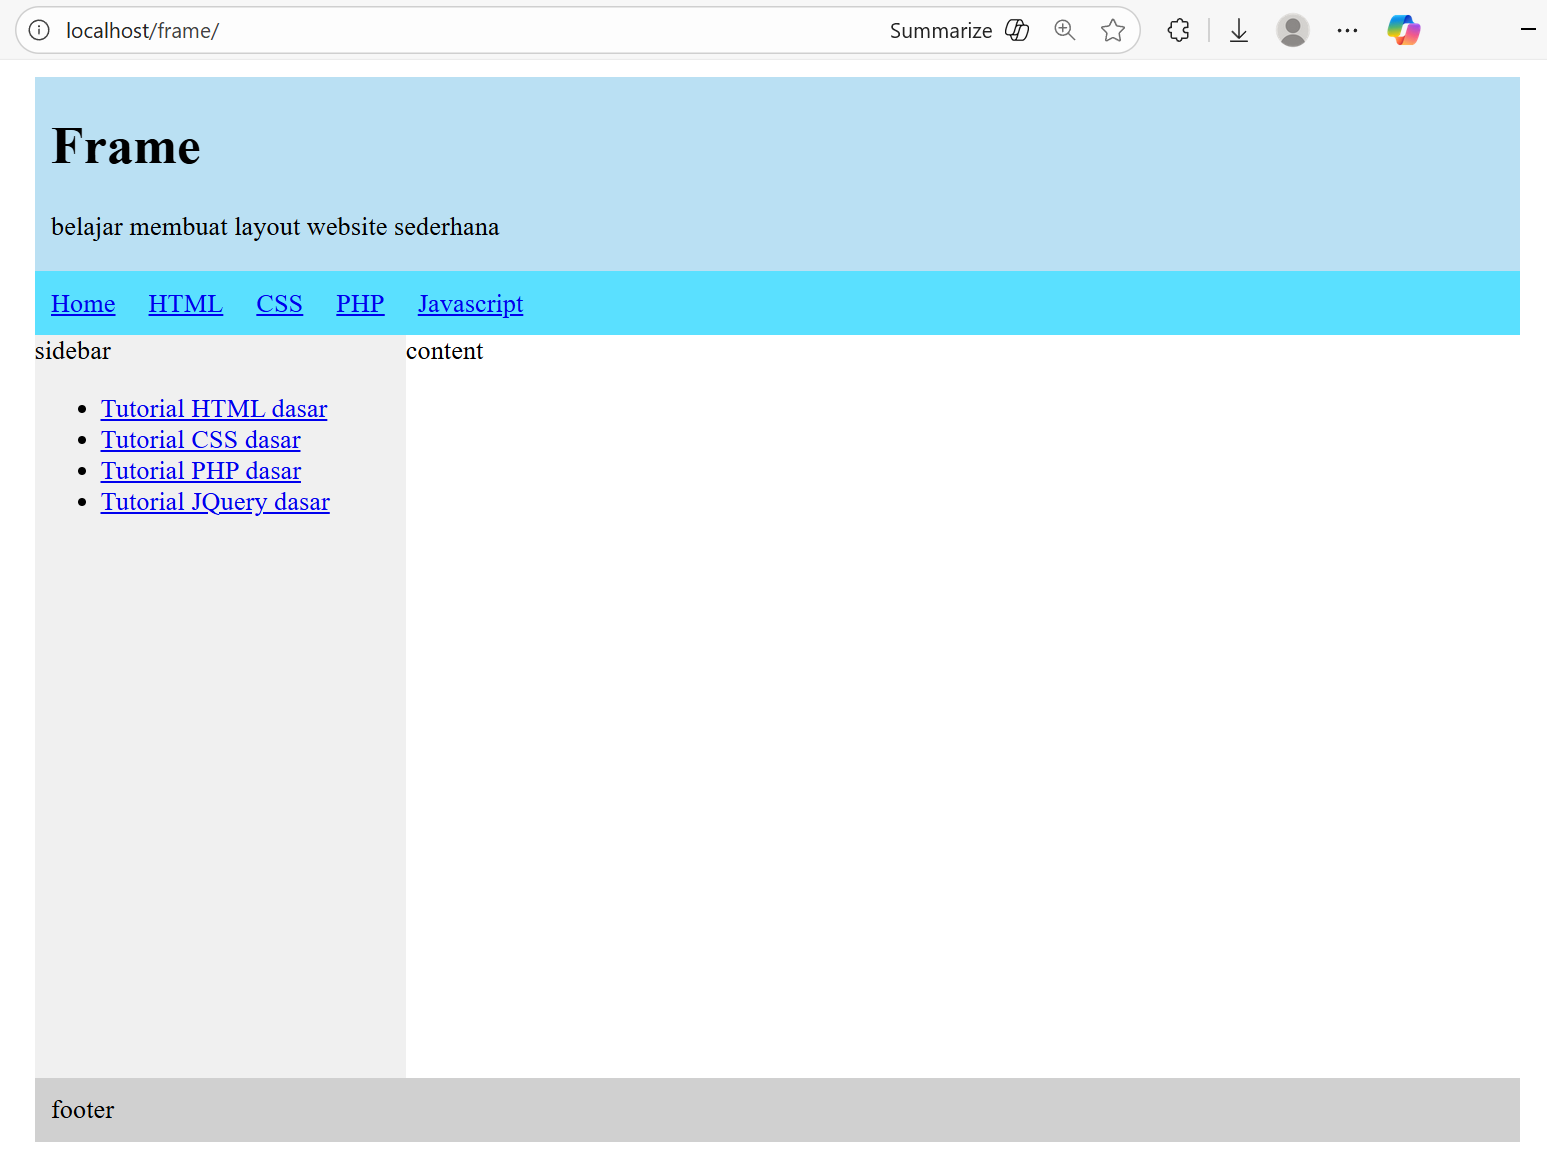 localhost/frame/ Summarize
Frame
belajar membuat layout website sederhana
Home HTML CSS PHP Javascript
sidebar
content
Tutorial HTML dasar
Tutorial CSS dasar
Tutorial PHP dasar
Tutorial JQuery dasar
footer